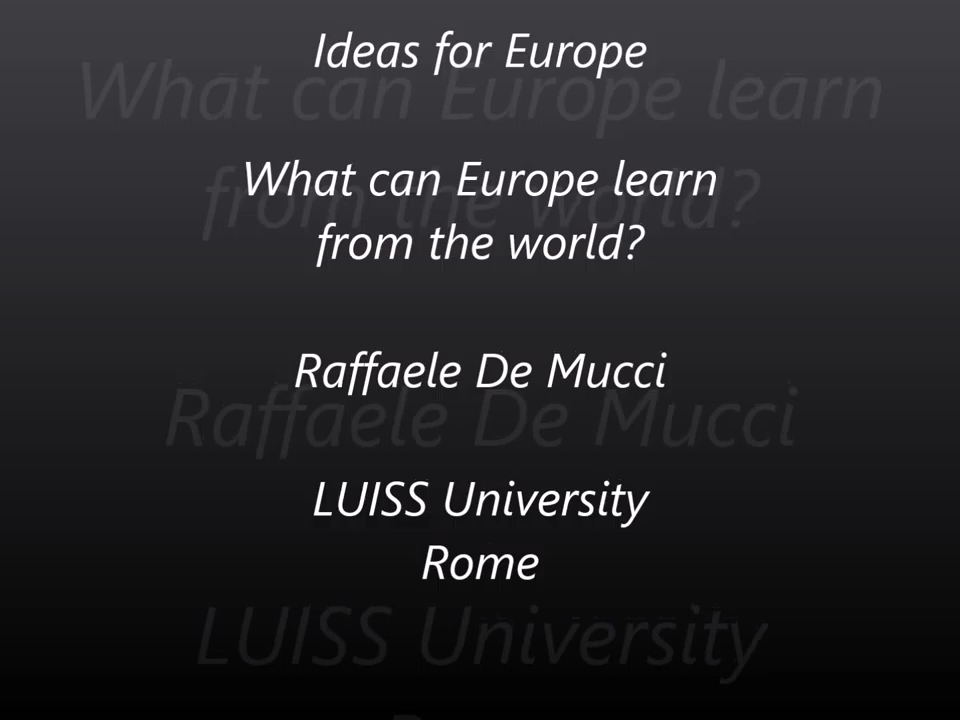 Ideas for Europe
What can Europe learn
from the world?
Raffaele De Mucci
LUISS University
Rome